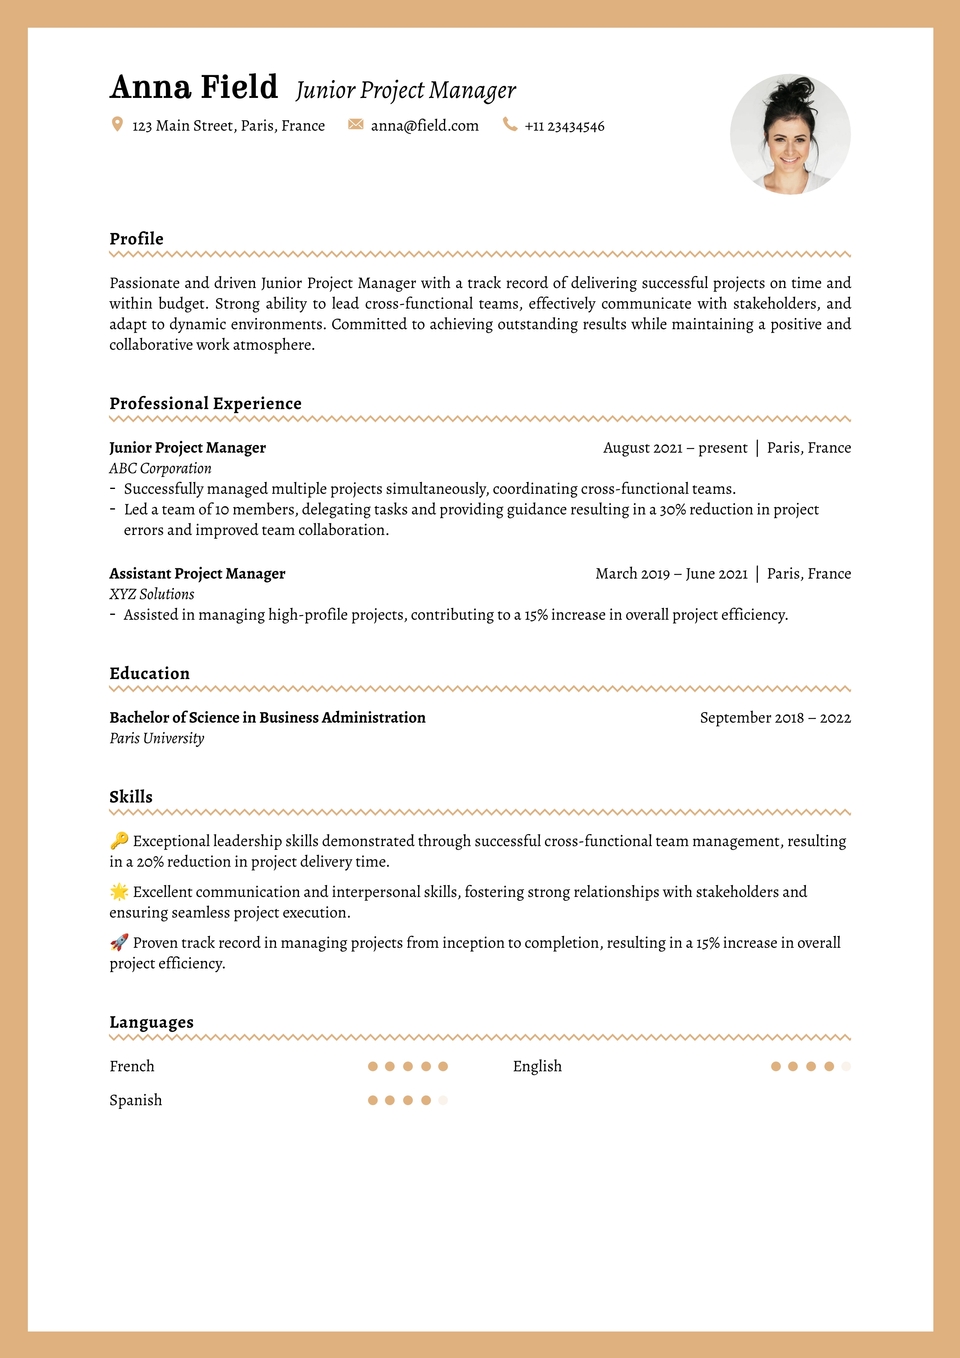 Anna Field Junior Project Manager
123 Main Street, Paris, France anna@field.com +11 23434546
Profile
Passionate and driven Junior Project Manager with a track record of delivering successful projects on time and
within budget. Strong ability to lead cross-functional teams, effectively communicate with stakeholders, and
adapt to dynamic environments. Committed to achieving outstanding results while maintaining a positive and
collaborative work atmosphere.
Professional Experience
Junior Project Manager August 2021 – present | Paris, France
ABC Corporation
- Successfully managed multiple projects simultaneously, coordinating cross-functional teams.
- Led a team of 10 members, delegating tasks and providing guidance resulting in a 30% reduction in project
errors and improved team collaboration.
Assistant Project Manager March 2019 – June 2021 | Paris, France
XYZ Solutions
- Assisted in managing high-profile projects, contributing to a 15% increase in overall project efficiency.
Education
Bachelor of Science in Business Administration September 2018 – 2022
Paris University
Skills
🔑 Exceptional leadership skills demonstrated through successful cross-functional team management, resulting
in a 20% reduction in project delivery time.
🌟 Excellent communication and interpersonal skills, fostering strong relationships with stakeholders and
ensuring seamless project execution.
🚀 Proven track record in managing projects from inception to completion, resulting in a 15% increase in overall
project efficiency.
Languages
French English
Spanish